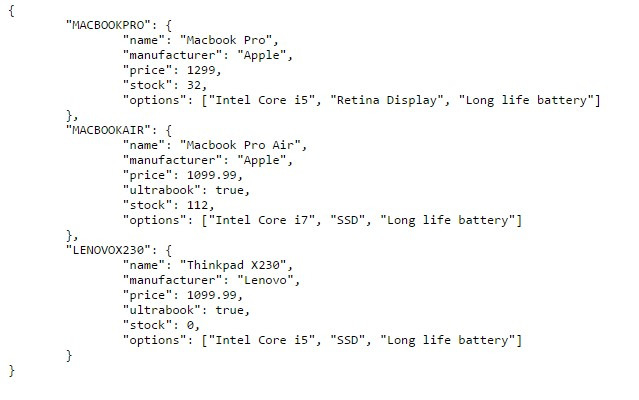 {
"MACBOOKPRO": {
"name": "Macbook Pro",
"manufacturer": "Apple",
"price": 1299,
"stock": 32,
"options": ["Intel Core i5", "Retina Display", "Long life battery"]
},
"MACBOOKAIR": {
"name": "Macbook Pro Air",
"manufacturer": "Apple",
"price": 1099.99,
"ultrabook": true,
"stock": 112,
"options": ["Intel Core i7", "SSD", "Long life battery"]
},
"LENOVOX230": {
"name": "Thinkpad X230",
"manufacturer": "Lenovo",
"price": 1099.99,
"ultrabook": true,
"stock": 0,
"options": ["Intel Core i5", "SSD", "Long life battery"]
}
}